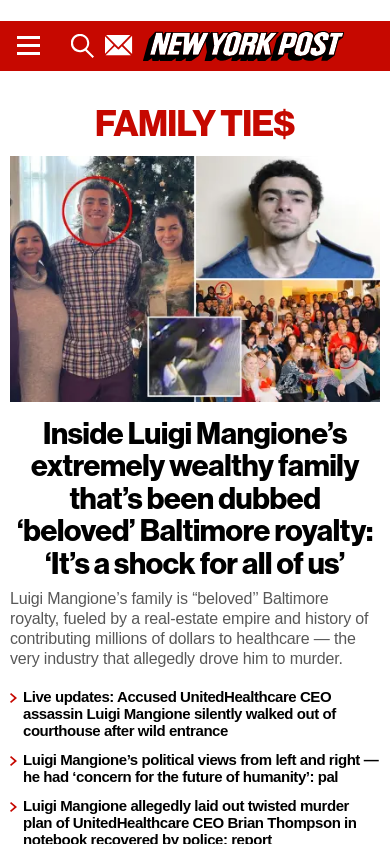 NEW YORK POST
FAMILY TIE$
Inside Luigi Mangione’s
extremely wealthy family
that’s been dubbed
‘beloved’ Baltimore royalty:
‘It’s a shock for all of us’
Luigi Mangione’s family is “beloved’’ Baltimore
royalty, fueled by a real-estate empire and history of
contributing millions of dollars to healthcare — the
very industry that allegedly drove him to murder.
Live updates: Accused UnitedHealthcare CEO
assassin Luigi Mangione silently walked out of
courthouse after wild entrance
Luigi Mangione’s political views from left and right —
he had ‘concern for the future of humanity’: pal
Luigi Mangione allegedly laid out twisted murder
plan of UnitedHealthcare CEO Brian Thompson in
notebook recovered by police: report